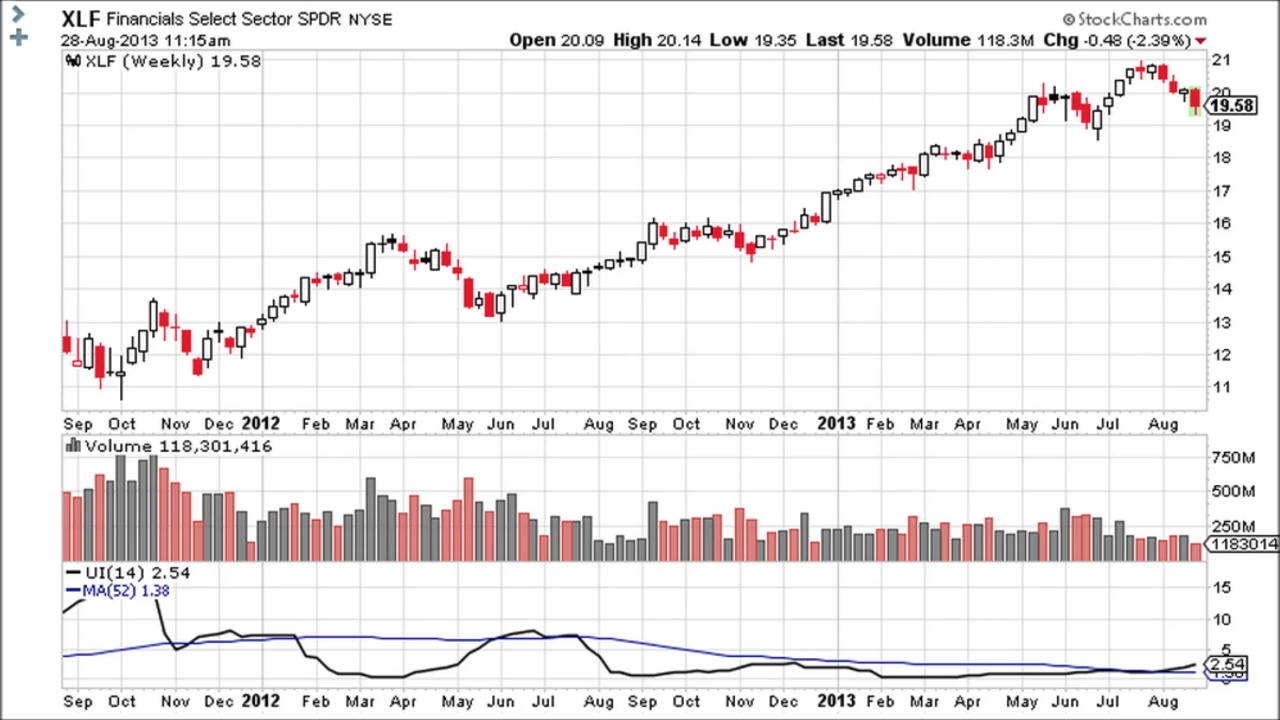 XLF Financials Select Sector SPDR NYSE © StockCharts.com
28-Aug-2013 11:15am Open 20.09 High 20.14 Low 19.35 Last 19.58 Volume 118.3M Chg -0.48 (-2.39%)
XLF (Weekly) 19.58
21
20
19.58
19
18
17
16
15
14
13
12
11
Sep Oct Nov Dec 2012 Feb Mar Apr May Jun Jul Aug Sep Oct Nov Dec 2013 Feb Mar Apr May Jun Jul Aug
Volume 118,301,416
750M
500M
250M
1183014
UI(14) 2.54
MA(52) 1.38
15
10
5
2.54
1.38
Sep Oct Nov Dec 2012 Feb Mar Apr May Jun Jul Aug Sep Oct Nov Dec 2013 Feb Mar Apr May Jun Jul Aug